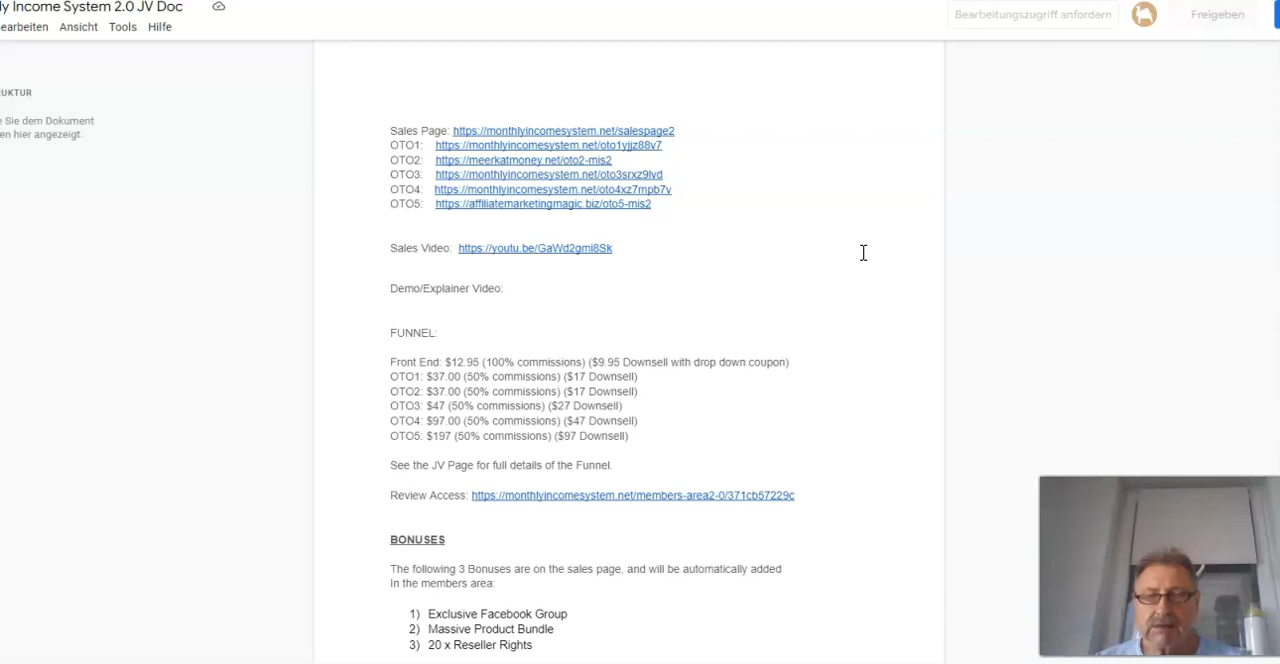 ly Income System 2.0 JV Doc
earbeiten Ansicht Tools Hilfe
Bearbeitungszugriff anfordern
Freigeben
UKTUR
e Sie dem Dokument
en hier angezeigt:
Sales Page: https://monthlyincomesystem.net/salespage2
OTO1: https://monthlyincomesystem.net/oto1yjjz88v7
OTO2: https://meerkatmoney.net/oto2-mis2
OTO3: https://monthlyincomesystem.net/oto3srxz9lvd
OTO4: https://monthlyincomesystem.net/oto4xz7mpb7v
OTO5: https://affiliatemarketingmagic.biz/oto5-mis2
Sales Video: https://youtu.be/GaWd2gmi8Sk
Demo/Explainer Video:
FUNNEL:
Front End: $12.95 (100% commissions) ($9.95 Downsell with drop down coupon)
OTO1: $37.00 (50% commissions) ($17 Downsell)
OTO2: $37.00 (50% commissions) ($17 Downsell)
OTO3: $47 (50% commissions) ($27 Downsell)
OTO4: $97.00 (50% commissions) ($47 Downsell)
OTO5: $197 (50% commissions) ($97 Downsell)
See the JV Page for full details of the Funnel.
Review Access: https://monthlyincomesystem.net/members-area2-0/371cb57229c
BONUSES
The following 3 Bonuses are on the sales page, and will be automatically added
In the members area:
1) Exclusive Facebook Group
2) Massive Product Bundle
3) 20 x Reseller Rights